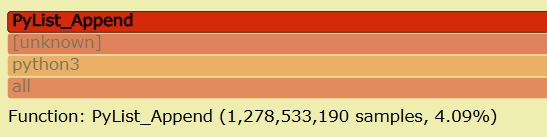 PyList_Append
[unknown]
python3
all
Function: PyList_Append (1,278,533,190 samples, 4.09%)